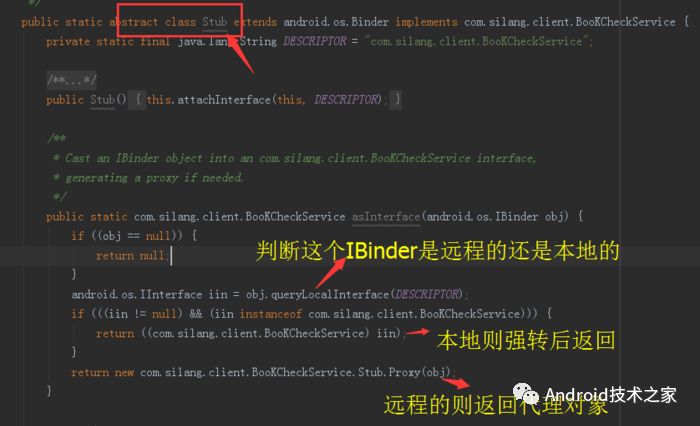 */
public static abstract class Stub extends android.os.Binder implements com.silang.client.BooKCheckService {
private static final java.lang.String DESCRIPTOR = "com.silang.client.BooKCheckService";
/**...*/
public Stub() { this.attachInterface(this, DESCRIPTOR); }
/**
* Cast an IBinder object into an com.silang.client.BooKCheckService interface,
* generating a proxy if needed.
*/
public static com.silang.client.BooKCheckService asInterface(android.os.IBinder obj) {
if ((obj == null)) {
return null;
判断这个IBinder是远程的还是本地的
}
android.os.IInterface iin = obj.queryLocalInterface(DESCRIPTOR);
if (((iin != null) && (iin instanceof com.silang.client.BooKCheckService))) {
return ((com.silang.client.BooKCheckService) iin);
本地则强转后返回
}
return new com.silang.client.BooKCheckService.Stub.Proxy(obj);
}
远程的则返回代理对象
Android技术之家